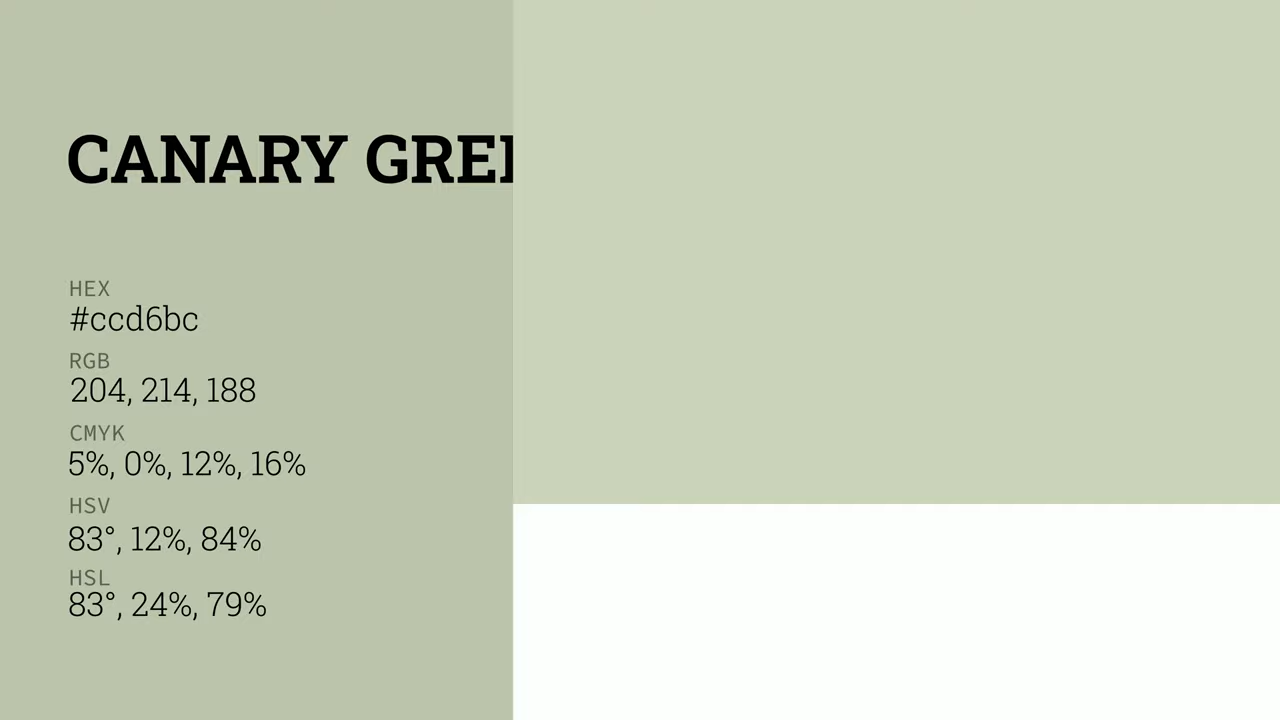 CANARY GREE
HEX
#ccd6bc
RGB
204, 214, 188
CMYK
5%, 0%, 12%, 16%
HSV
83°, 12%, 84%
HSL
83°, 24%, 79%